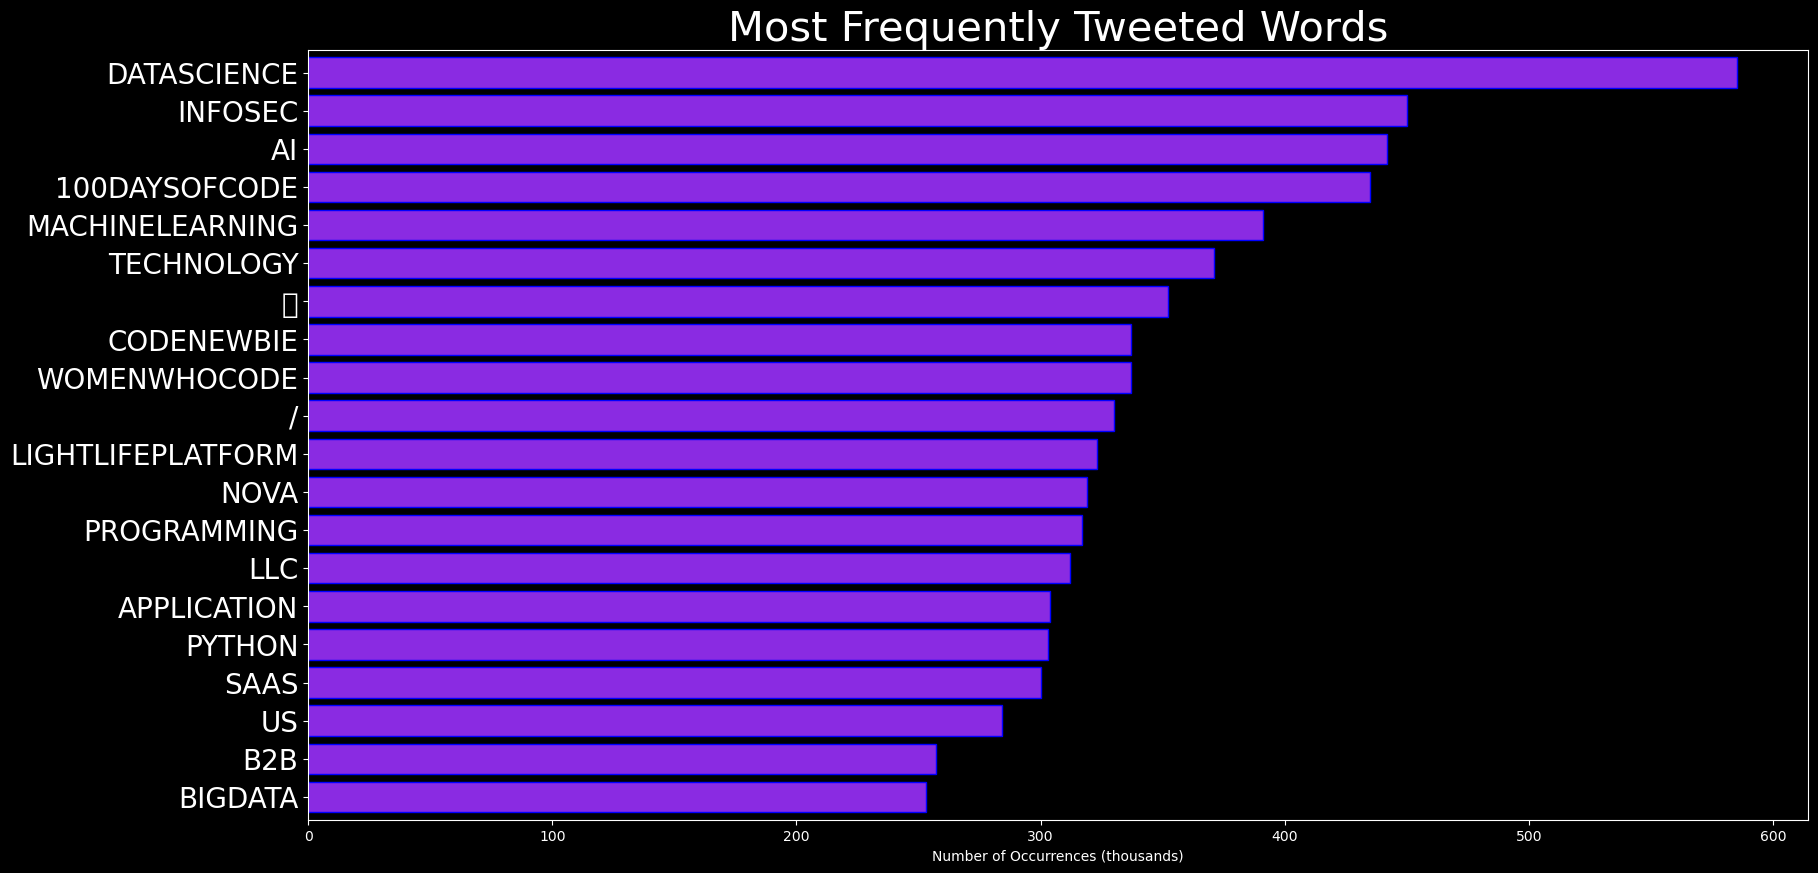 Most Frequently Tweeted Words
DATASCIENCE
INFOSEC
AI
100DAYSOFCODE
MACHINELEARNING
TECHNOLOGY
CODENEWBIE
WOMENWHOCODE
/
LIGHTLIFEPLATFORM
NOVA
PROGRAMMING
LLC
APPLICATION
PYTHON
SAAS
US
B2B
BIGDATA
0 100 200 300 400 500 600
Number of Occurrences (thousands)